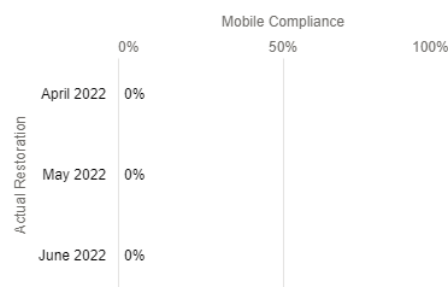 Mobile Compliance
0% 50% 100%
Actual Restoration
April 2022 0%
May 2022 0%
June 2022 0%